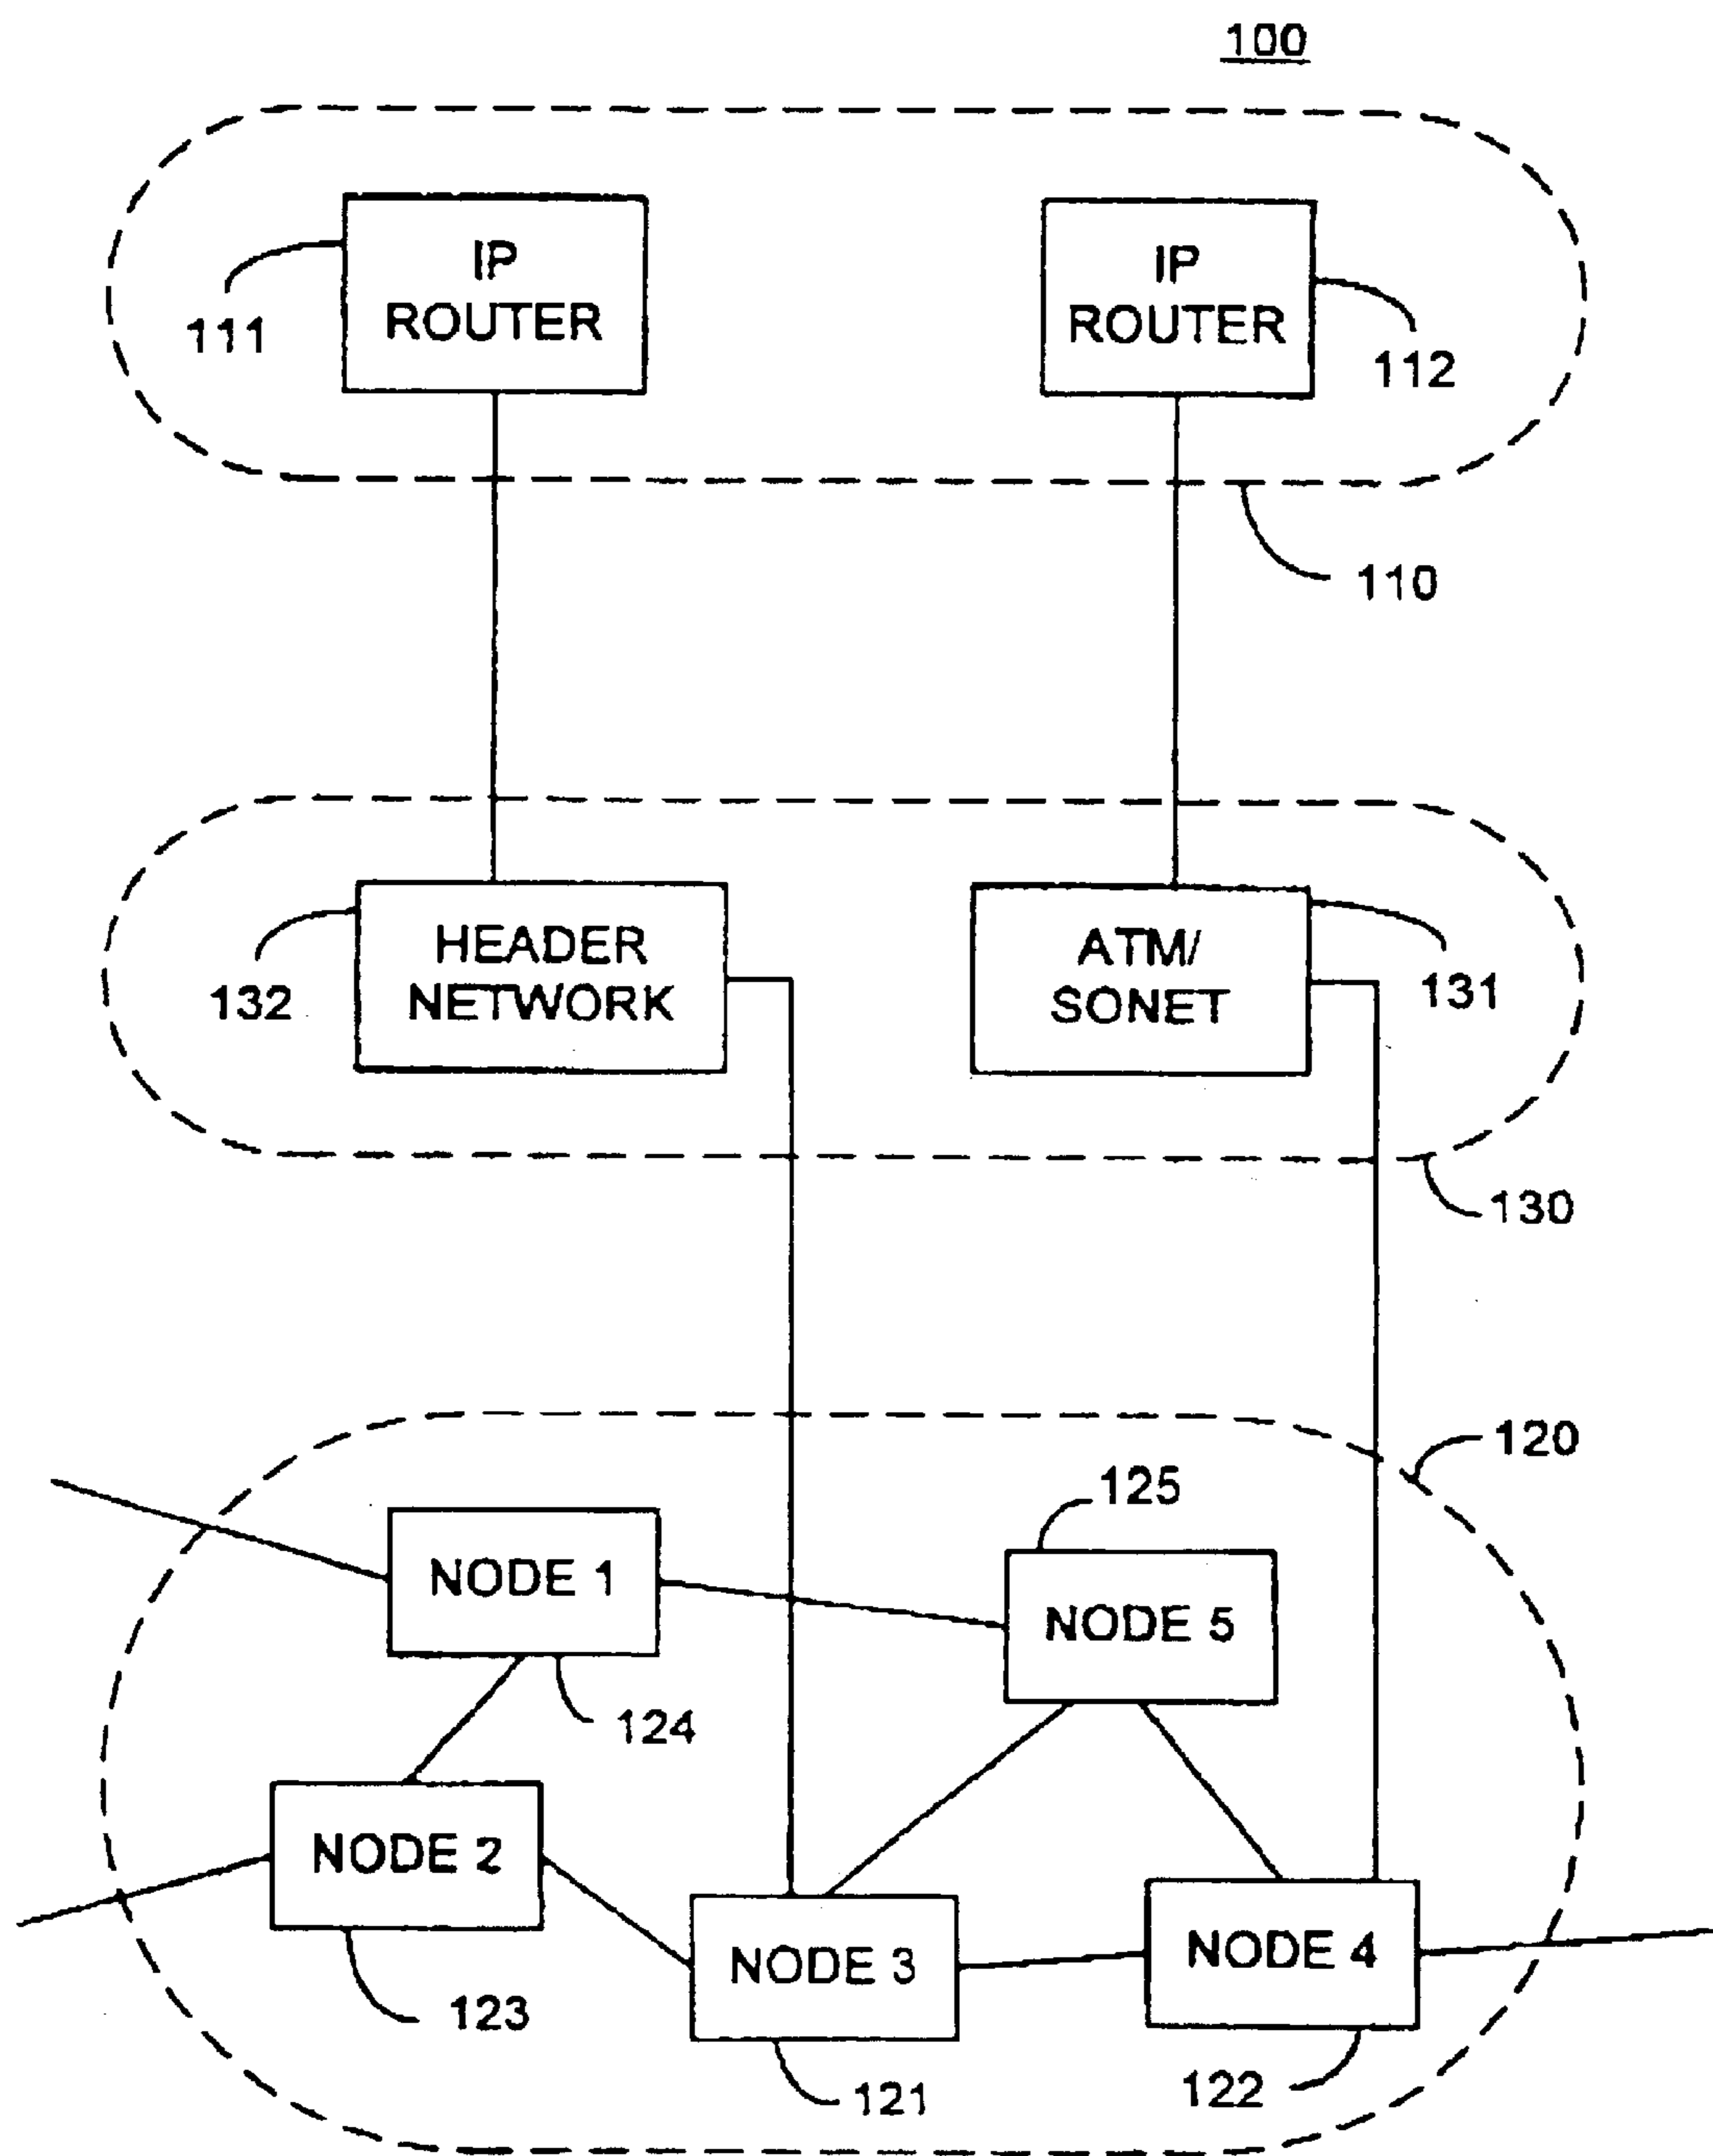 100
IP
ROUTER
111
IP
ROUTER
112
110
HEADER
NETWORK
132
ATM/
SONET
131
130
120
125
NODE 1
NODE 5
124
NODE 2
NODE 3
NODE 4
123
121
122